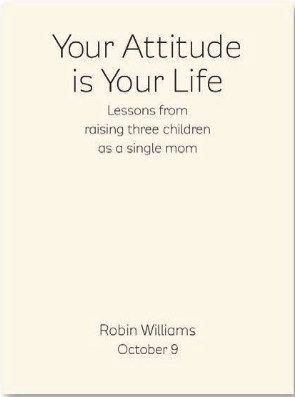 Your Attitude
is Your Life
Lessons from
raising three children
as a single mom
Robin Williams
October 9